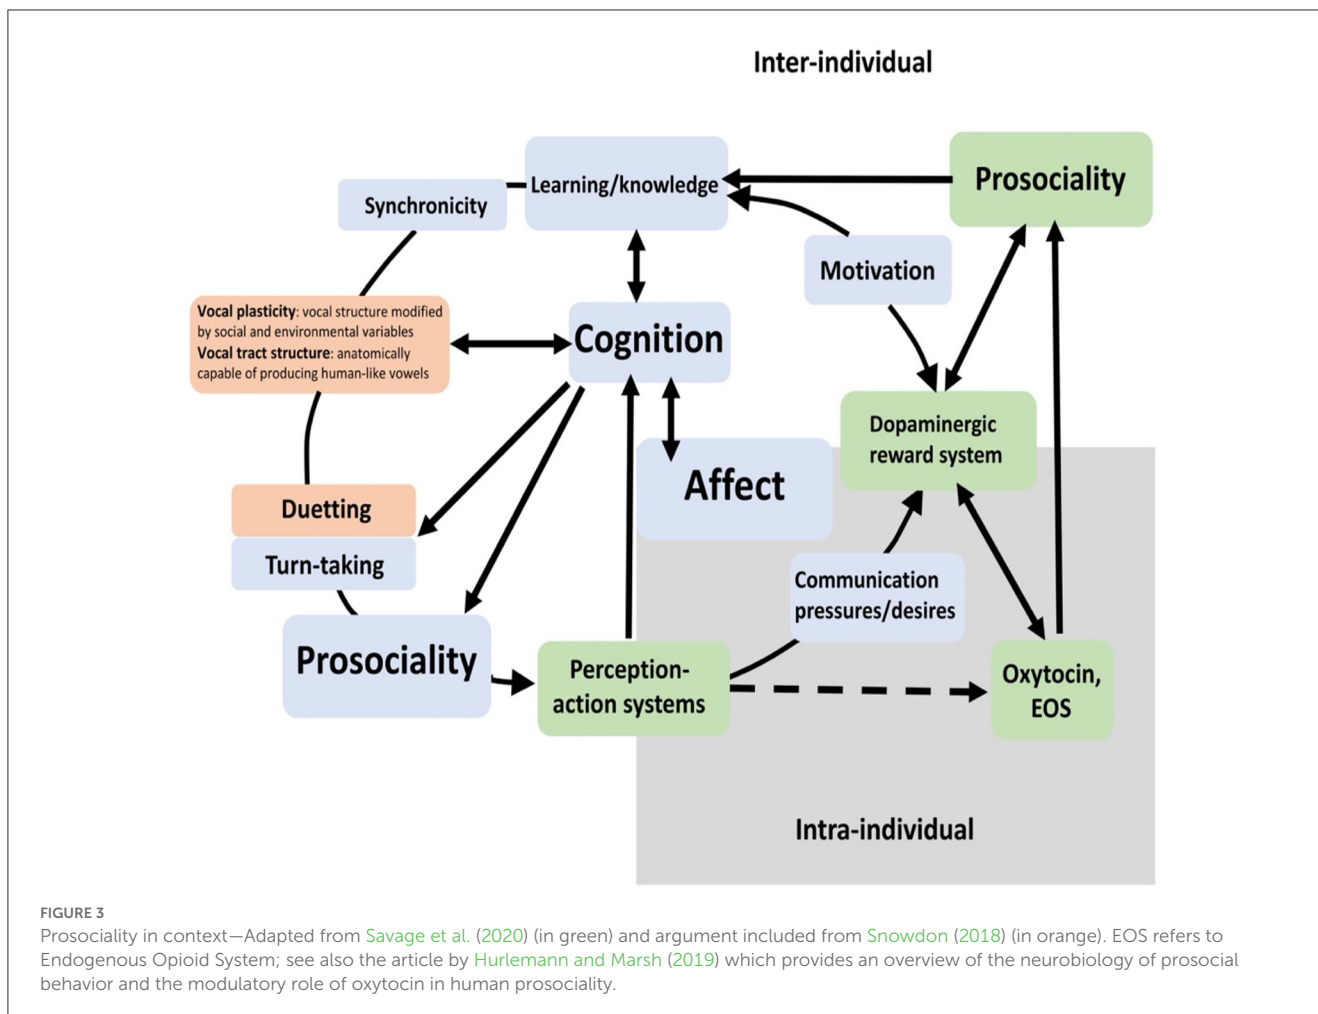 Inter-individual
Learning/knowledge
Prosociality
Synchronicity
Motivation
Vocal plasticity: vocal structure modified
by social and environmental variables
Vocal tract structure: anatomically
capable of producing human-like vowels
Cognition
Dopaminergic
reward system
Affect
Duetting
Turn-taking
Communication
pressures/desires
Prosociality
Perception-
action systems
Oxytocin,
EOS
Intra-individual
FIGURE 3
Prosociality in context—Adapted from Savage et al. (2020) (in green) and argument included from Snowdon (2018) (in orange). EOS refers to
Endogenous Opioid System; see also the article by Hurlemann and Marsh (2019) which provides an overview of the neurobiology of prosocial
behavior and the modulatory role of oxytocin in human prosociality.